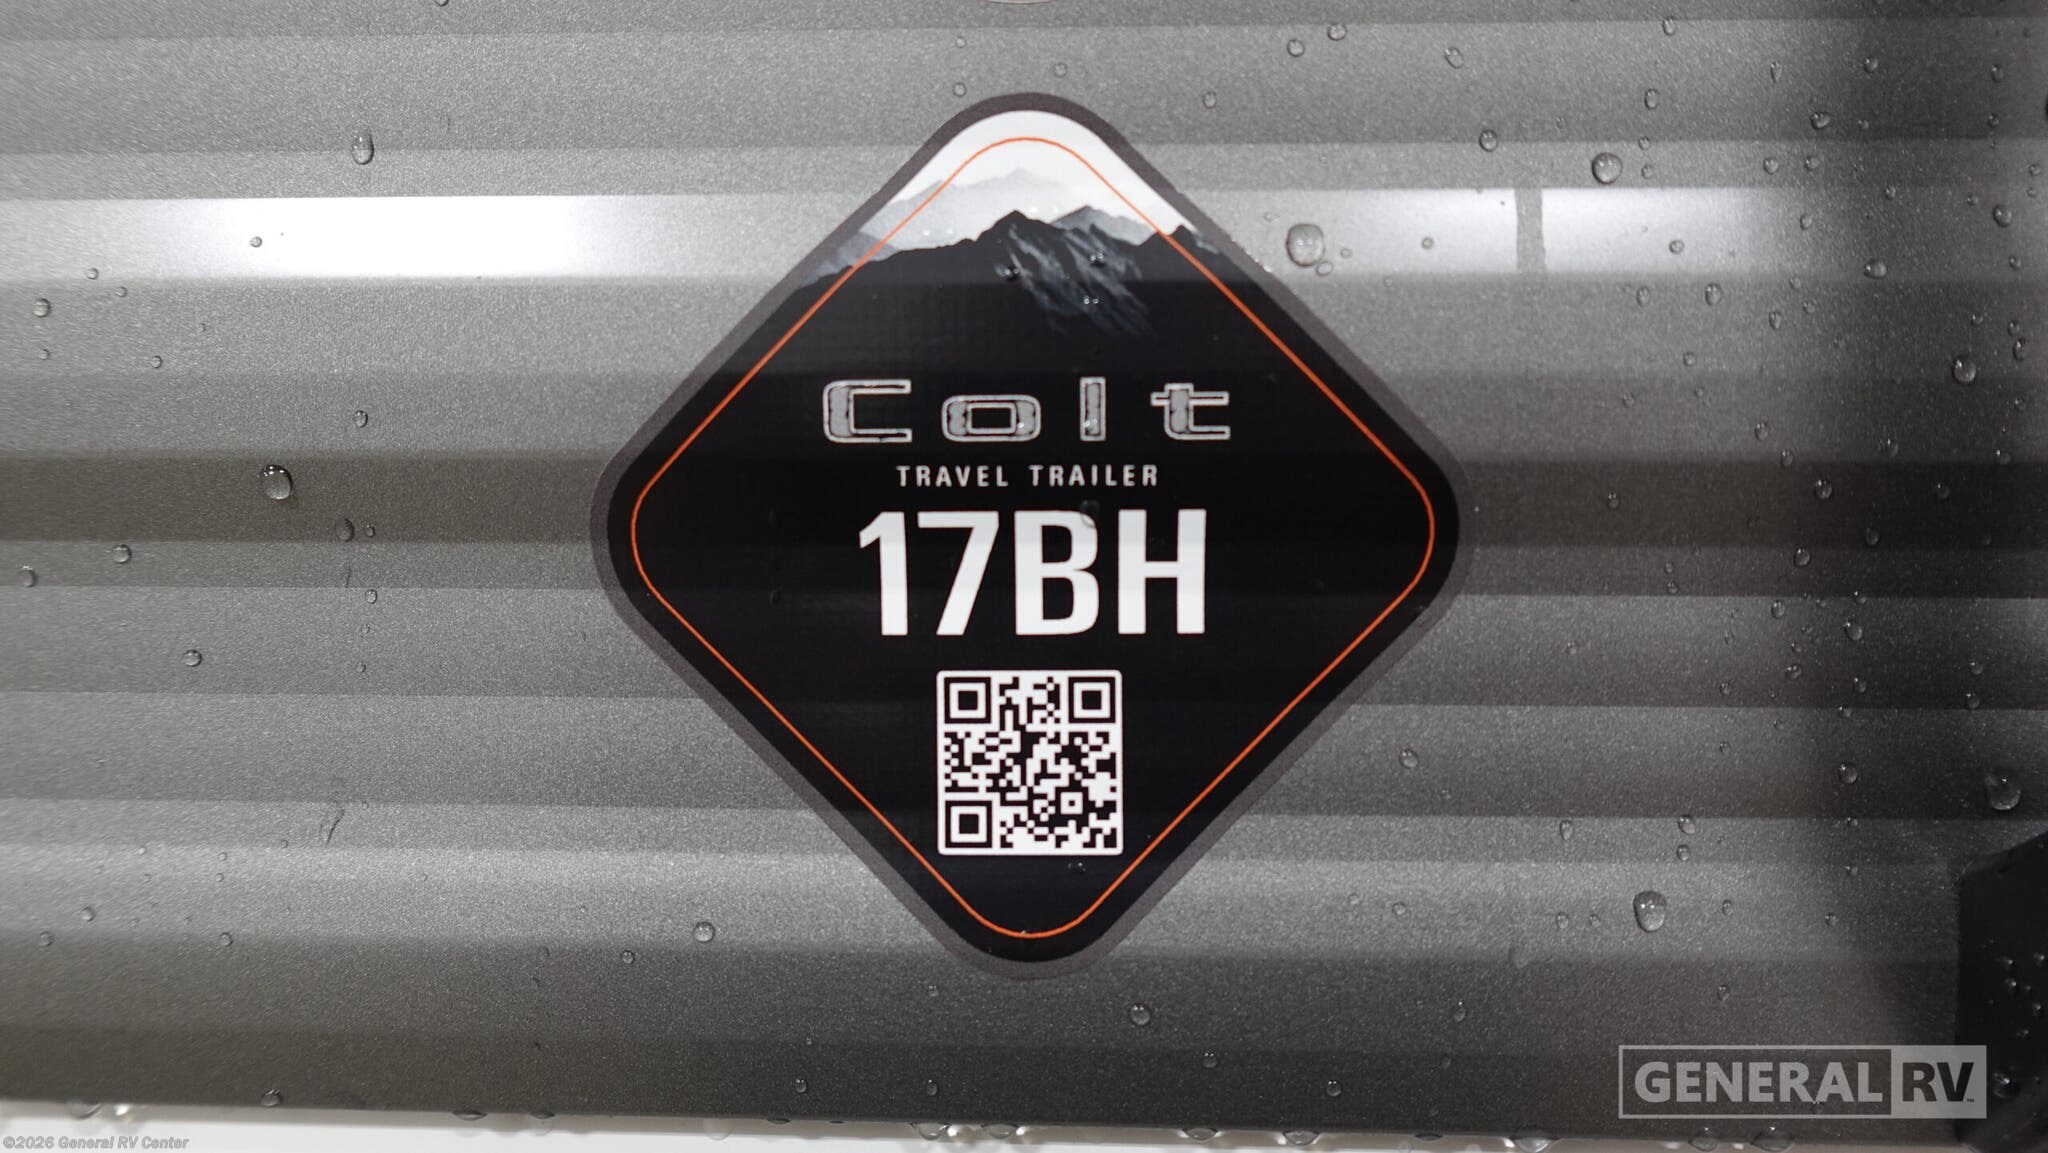 Colt
TRAVEL TRAILER
17BH
GENERAL RV
©2026 General RV Center